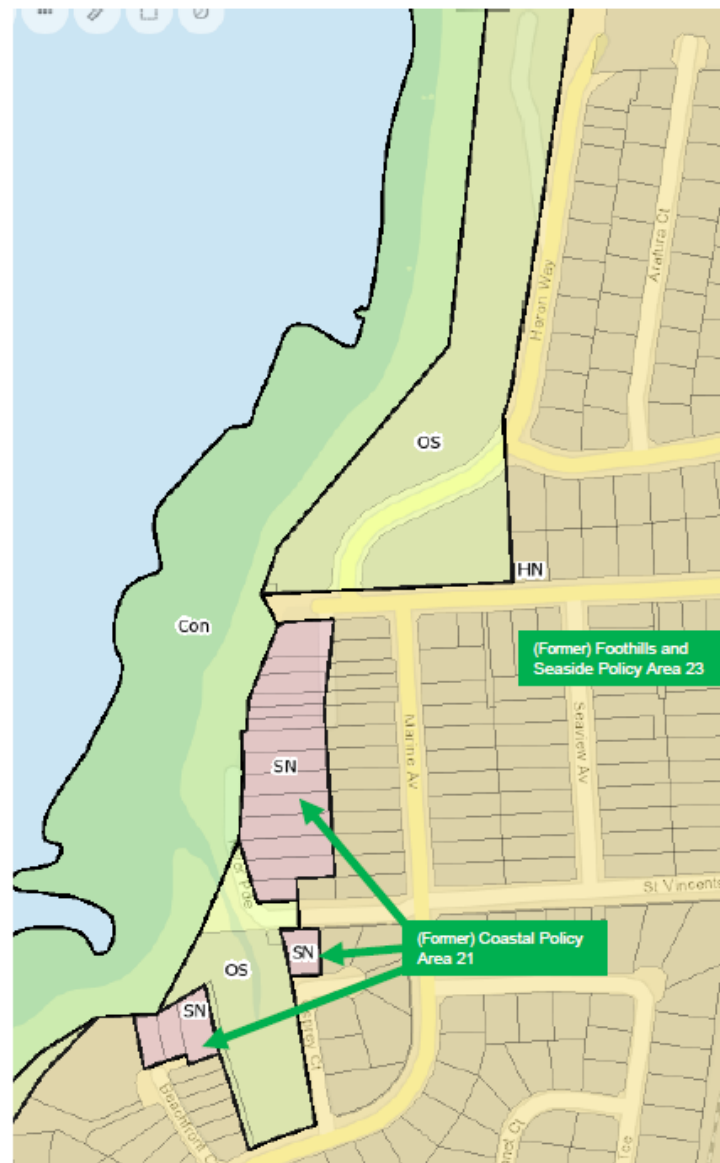 Arafura Ct
Heron Way
OS
HN
Con
(Former) Foothills and
Seaside Policy Area 23
Marine Av
Seaview Av
SN
St Vincents
(Former) Coastal Policy
Area 21
SN
OS
SN
Beachfront